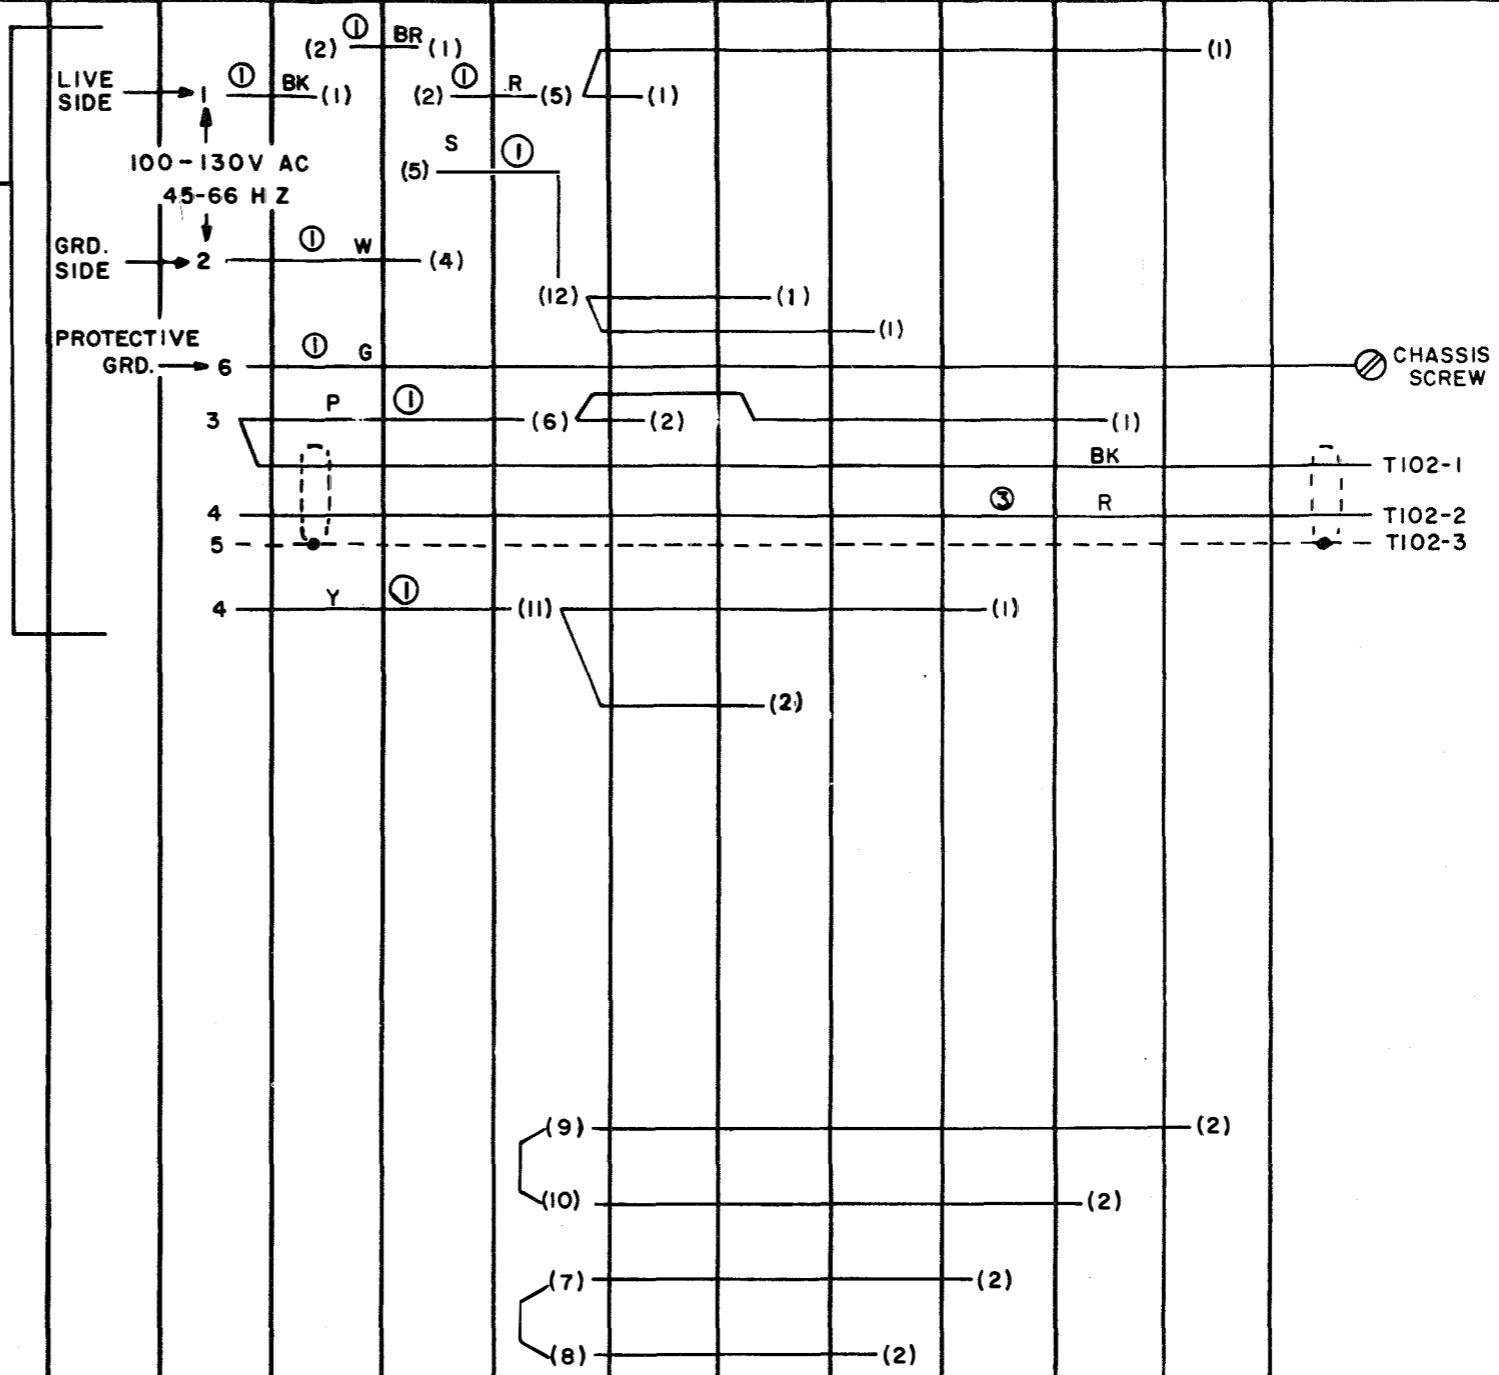 (2) ① BR (1) (1)
LIVE SIDE 1 ① BK (1) (2) ① R (5) (1)
100-130V AC
45-66 HZ
(5) S ①
GRD. SIDE 2 ① W (4)
(12) (1)
(1)
PROTECTIVE GRD. 6 ① G CHASSIS SCREW
3 P ① (6) (2) (1)
BK T102-1
4 ③ R T102-2
5 T102-3
4 Y ① (11) (1)
(2)
(9) (2)
(10) (2)
(7) (2)
(8) (2)